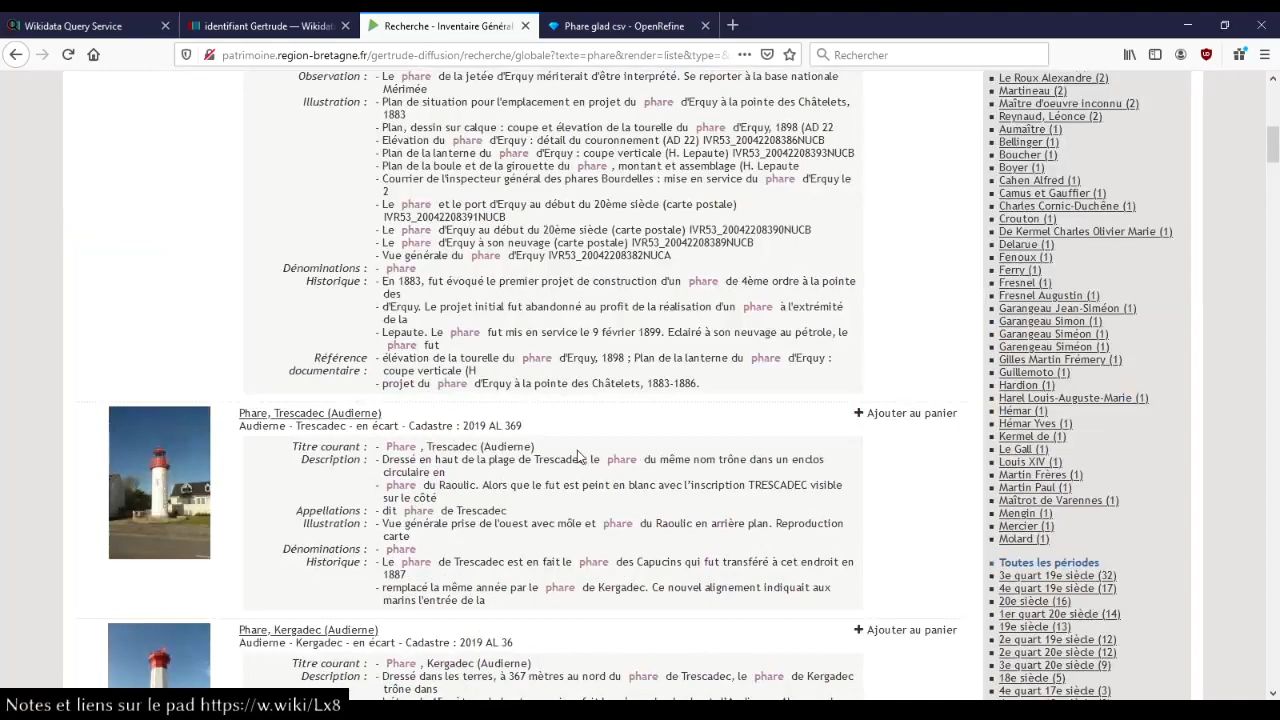 Wikidata Query Service
identifiant Gertrude — Wikidat
Recherche - Inventaire Général
Phare glad csv - OpenRefine
patrimoine.region-bretagne.fr/gertrude-diffusion/recherche/globale?texte=phare&render=liste&type=&
Rechercher
Observation : - Le phare de la jetée d'Erquy mériterait d'être interprété. Se reporter à la base nationale
Mérimée
Illustration : - Plan de situation pour l'emplacement en projet du phare d'Erquy à la pointe des Châtelets,
1883
- Plan, dessin sur calque : coupe et élevation de la tourelle du phare d'Erquy, 1898 (AD 22
- Elévation du phare d'Erquy : détail du couronnement (AD 22) IVR53_20042208386NUCB
- Plan de la lanterne du phare d'Erquy : coupe verticale (H. Lepaute) IVR53_20042208393NUCB
- Plan de la boule et de la girouette du phare , montant et assemblage (H. Lepaute
- Courrier de l'inspecteur général des phares Bourdelles : mise en service du phare d'Erquy le
2
- Le phare et le port d'Erquy au début du 20ème siècle (carte postale)
IVR53_20042208391NUCB
- Le phare d'Erquy au début du 20ème siècle (carte postale) IVR53_20042208390NUCB
- Le phare d'Erquy à son neuvage (carte postale) IVR53_20042208389NUCB
- Vue générale du phare d'Erquy IVR53_20042208382NUCA
Dénominations : - phare
Historique : - En 1883, fut évoqué le premier projet de construction d'un phare de 4ème ordre à la pointe
des
- d'Erquy. Le projet initial fut abandonné au profit de la réalisation d'un phare à l'extrémité
de la
- Lepaute. Le phare fut mis en service le 9 février 1899. Eclairé à son neuvage au pétrole, le
phare fut
Référence - élévation de la tourelle du phare d'Erquy, 1898 ; Plan de la lanterne du phare d'Erquy :
documentaire : coupe verticale (H
- projet du phare d'Erquy à la pointe des Châtelets, 1883-1886.
Phare, Trescadec (Audierne)
Ajouter au panier
Audierne - Trescadec - en écart - Cadastre : 2019 AL 369
Titre courant : - Phare , Trescadec (Audierne)
Description : - Dressé en haut de la plage de Trescadec, le phare du même nom trône dans un enclos
circulaire en
- phare du Raoulic. Alors que le fut est peint en blanc avec l'inscription TRESCADEC visible
sur le côté
Appellations : - dit phare de Trescadec
Illustration : - Vue générale prise de l'ouest avec môle et phare du Raoulic en arrière plan. Reproduction
carte
Dénominations : - phare
Historique : - Le phare de Trescadec est en fait le phare des Capucins qui fut transféré à cet endroit en
1887
- remplacé la même année par le phare de Kergadec. Ce nouvel alignement indiquait aux
marins l'entrée de la
Phare, Kergadec (Audierne)
Ajouter au panier
Audierne - Kergadec - en écart - Cadastre : 2019 AL 36
Titre courant : - Phare , Kergadec (Audierne)
Description : - Dressé dans les terres, à 367 mètres au nord du phare de Trescadec, le phare de Kergadec
trône dans
Le Roux Alexandre (2)
Martineau (2)
Maître d'oeuvre inconnu (2)
Reynaud, Léonce (2)
Aumaître (1)
Bellinger (1)
Boucher (1)
Boyer (1)
Cahen Alfred (1)
Camus et Gauffier (1)
Charles Cornic-Duchêne (1)
Crouton (1)
De Kermel Charles Olivier Marie (1)
Delarue (1)
Fenoux (1)
Ferry (1)
Fresnel (1)
Fresnel Augustin (1)
Garangeau Jean-Siméon (1)
Garangeau Simon (1)
Garangeau Siméon (1)
Garengeau Siméon (1)
Gilles Martin Frémery (1)
Guillemoto (1)
Hardion (1)
Harel Louis-Auguste-Marie (1)
Hémar (1)
Hémar Yves (1)
Kermel de (1)
Le Gall (1)
Louis XIV (1)
Martin Frères (1)
Martin Paul (1)
Maîtrot de Varennes (1)
Mengin (1)
Mercier (1)
Molard (1)
Toutes les périodes
3e quart 19e siècle (32)
4e quart 19e siècle (17)
20e siècle (16)
1er quart 20e siècle (14)
19e siècle (13)
2e quart 19e siècle (12)
2e quart 20e siècle (12)
3e quart 20e siècle (9)
18e siècle (5)
4e quart 17e siècle (3)
Notes et liens sur le pad https://w.wiki/Lx8